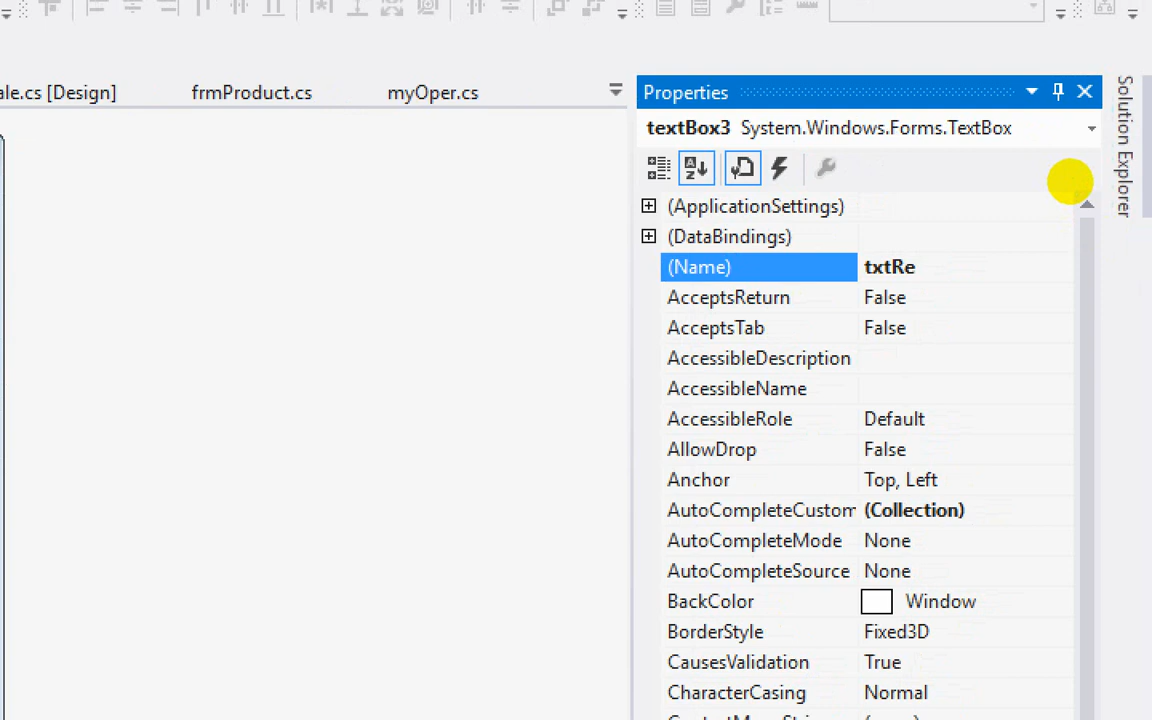 ale.cs [Design] frmProduct.cs myOper.cs
Properties
textBox3 System.Windows.Forms.TextBox
Solution Explorer
(ApplicationSettings)
(DataBindings)
(Name) txtRe
AcceptsReturn False
AcceptsTab False
AccessibleDescription
AccessibleName
AccessibleRole Default
AllowDrop False
Anchor Top, Left
AutoCompleteCustom (Collection)
AutoCompleteMode None
AutoCompleteSource None
BackColor Window
BorderStyle Fixed3D
CausesValidation True
CharacterCasing Normal